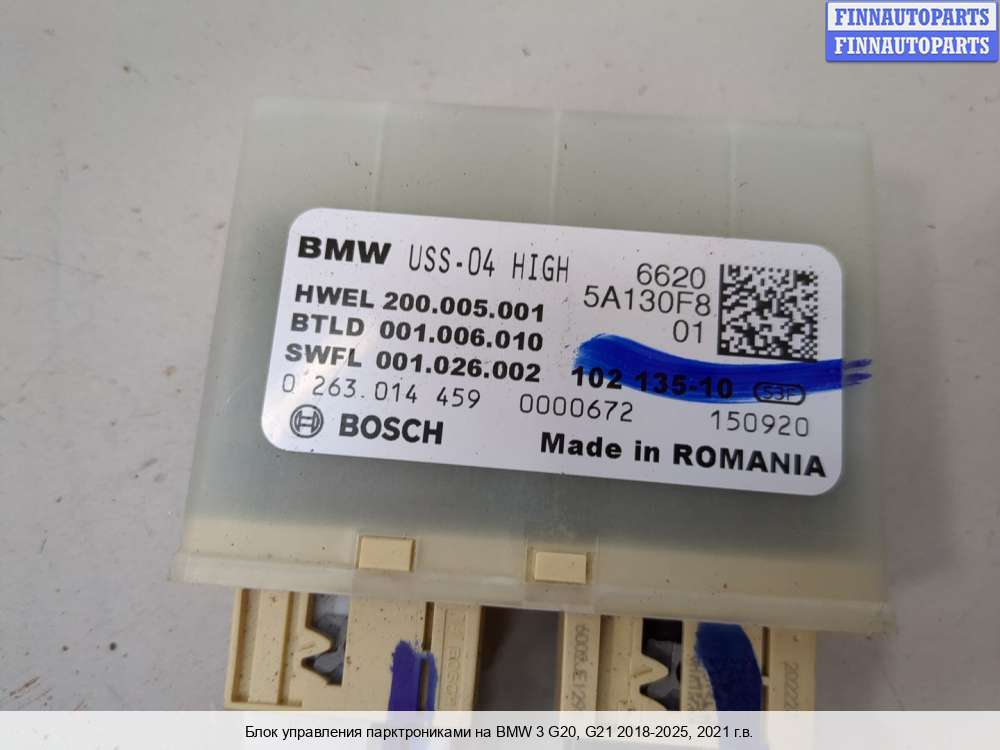 FINNAUTOPARTS
FINNAUTOPARTS
BMW USS-04 HIGH
6620
5A130F8
01
HWEL 200.005.001
BTLD 001.006.010
SWFL 001.026.002
102 135-10 S3F
0 263.014 459 0000672 150920
BOSCH Made in ROMANIA
BOSCH
Блок управления парктрониками на BMW 3 G20, G21 2018-2025, 2021 г.в.